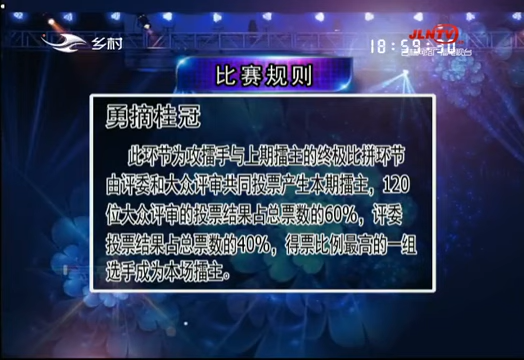 乡村
JLNTV
18:59:30
比赛规则
勇摘桂冠
此环节为攻擂手与上期擂主的终极比拼环节
由评委和大众评审共同投票产生本期擂主，120
位大众评审的投票结果占总票数的60%，评委
投票结果占总票数的40%，得票比例最高的一组
选手成为本场擂主。